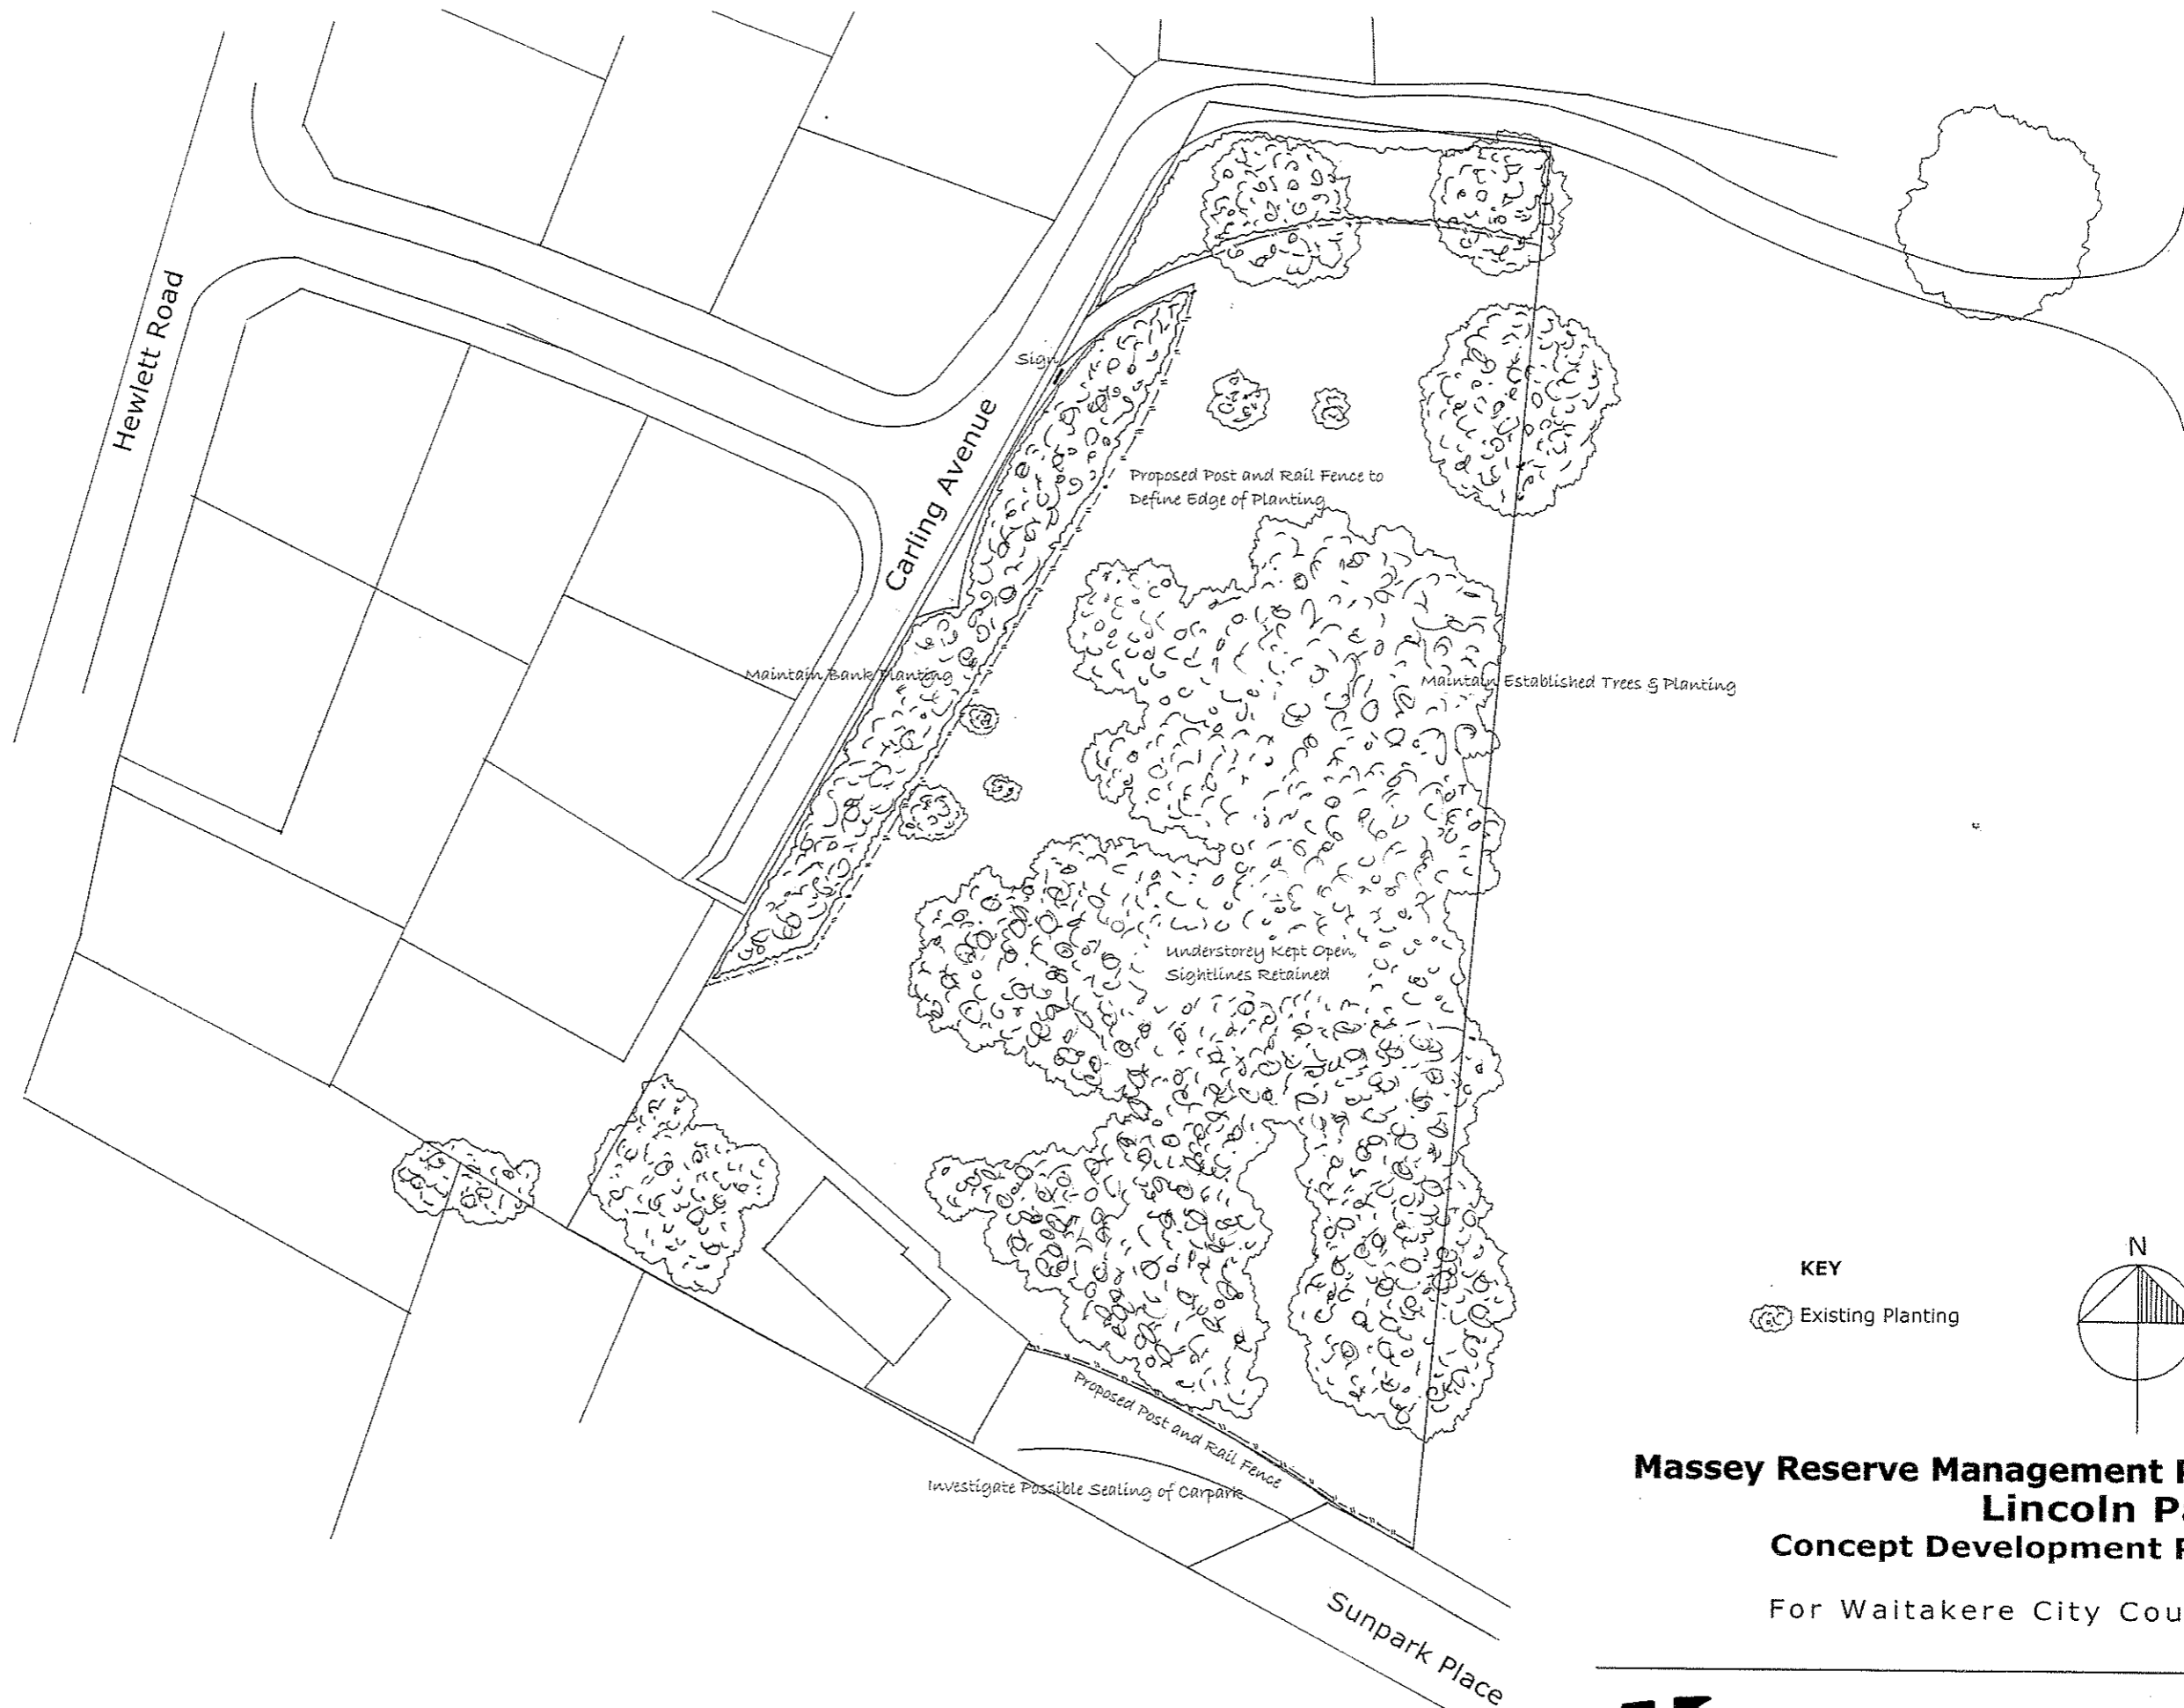 Hewlett Road
Carling Avenue
Sign
Proposed Post and Rail Fence to
Define Edge of Planting
Maintain Bank Planting
Maintain Established Trees & Planting
Understorey Kept Open,
Sightlines Retained
Proposed Post and Rail Fence
Investigate Possible Sealing of Carpark
Sunpark Place
KEY
Existing Planting
N
Massey Reserve Management
Lincoln
Concept Development
For Waitakere City